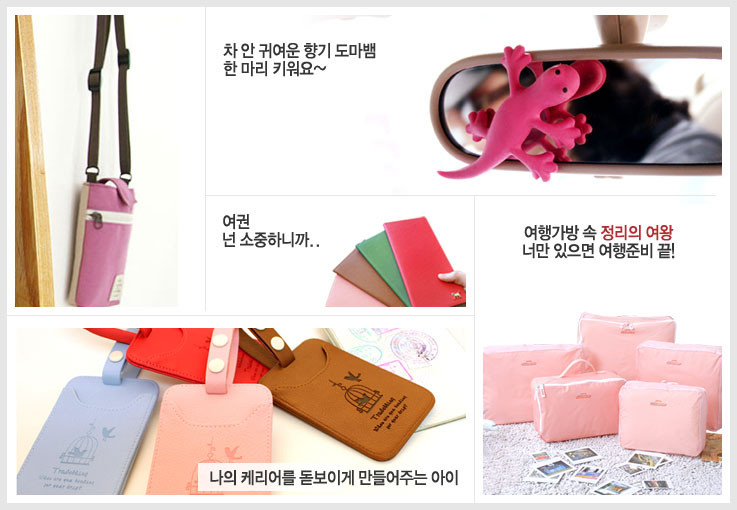 차 안 귀여운 향기 도마뱀
한 마리 키워요~
여권
넌 소중하니까..
여행가방 속 정리의 여왕
너만 있으면 여행준비 끝!
나의 케리어를 돋보이게 만들어주는 아이